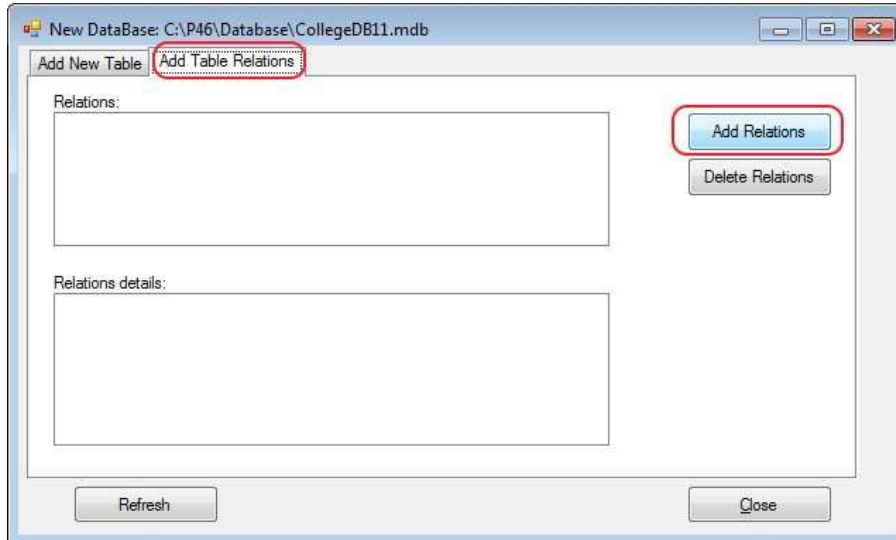 New DataBase: C:\P46\Database\CollegeDB11.mdb
Add New Table
Add Table Relations
Relations:
Add Relations
Delete Relations
Relations details:
Refresh
Close